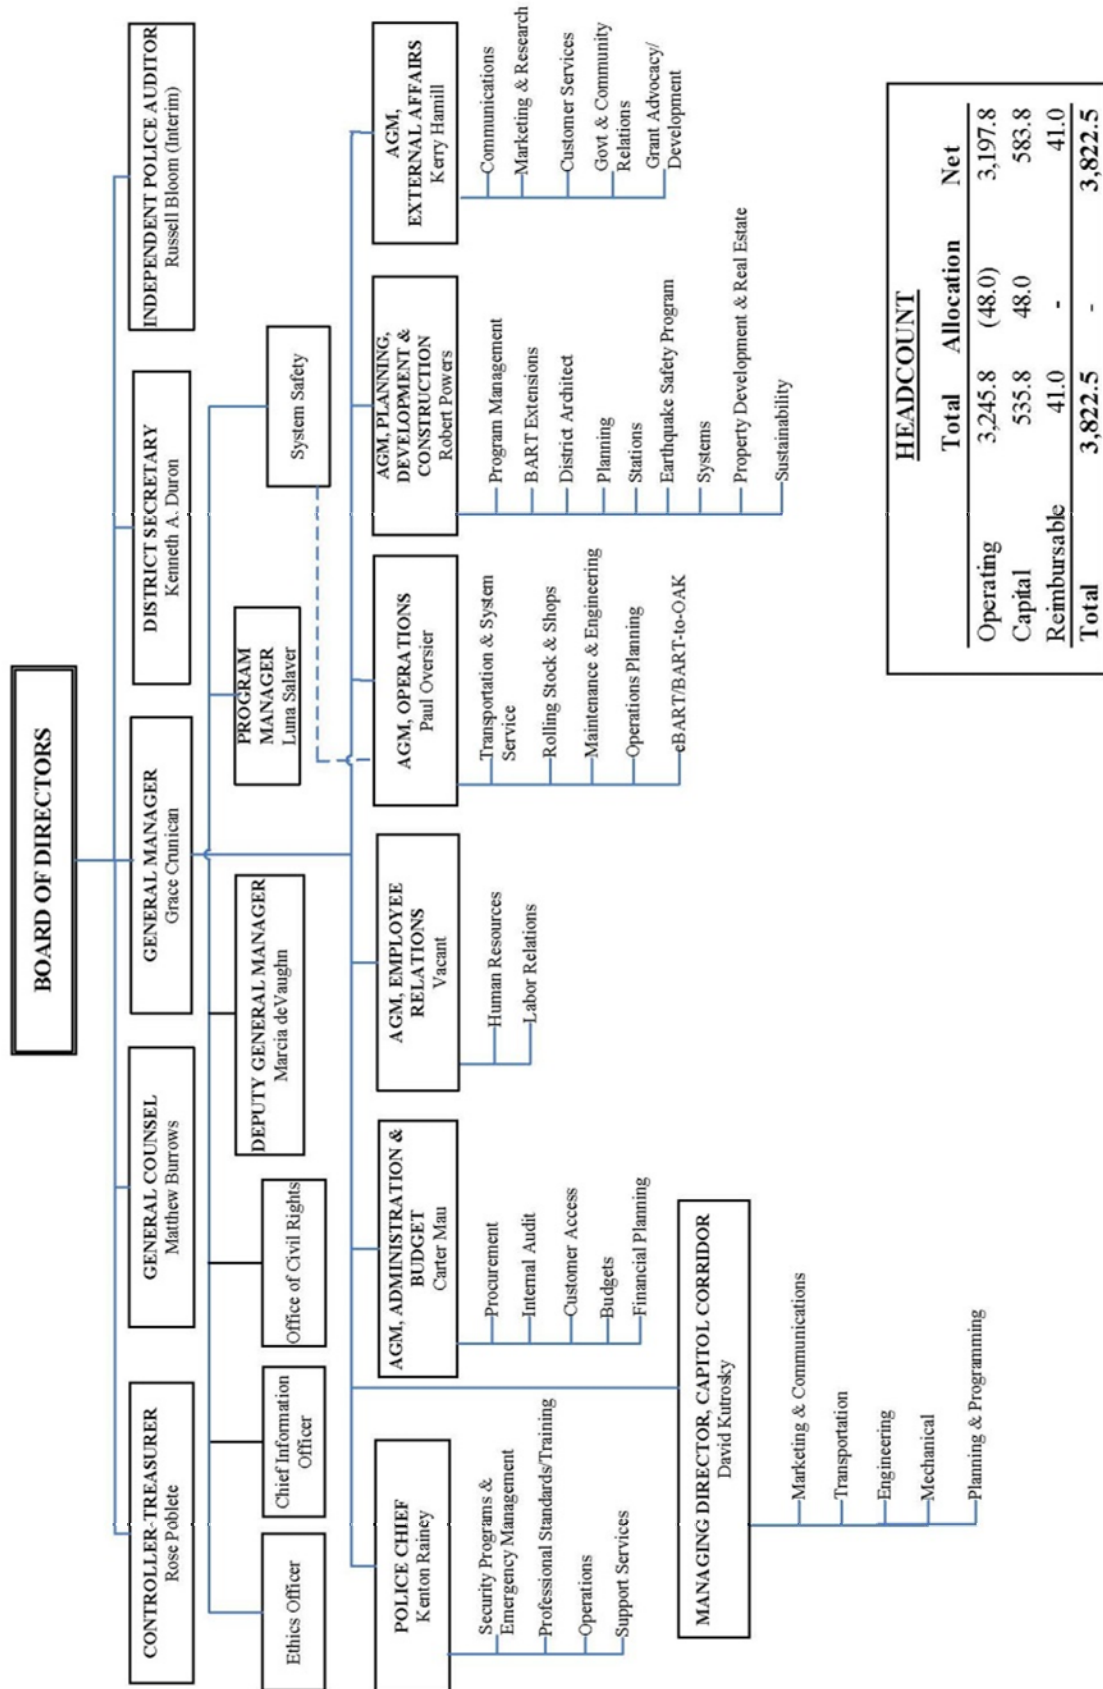 BOARD OF DIRECTORS
CONTROLLER-TREASURER
Rose Poblete
GENERAL COUNSEL
Matthew Burrows
GENERAL MANAGER
Grace Crunican
DISTRICT SECRETARY
Kenneth A. Duron
INDEPENDENT POLICE AUDITOR
Russell Bloom (Interim)
Ethics Officer
Chief Information
Officer
Office of Civil Rights
DEPUTY GENERAL MANAGER
Marcia deVaughn
PROGRAM
MANAGER
Luna Salaver
System Safety
POLICE CHIEF
Kenton Rainey
Security Programs &
Emergency Management
Professional Standards/Training
Operations
Support Services
AGM, ADMINISTRATION &
BUDGET
Carter Mau
Procurement
Internal Audit
Customer Access
Budgets
Financial Planning
AGM, EMPLOYEE
RELATIONS
Vacant
Human Resources
Labor Relations
AGM, OPERATIONS
Paul Oversier
Transportation & System
Service
Rolling Stock & Shops
Maintenance & Engineering
Operations Planning
eBART/BART-to-OAK
AGM, PLANNING,
DEVELOPMENT &
CONSTRUCTION
Robert Powers
Program Management
BART Extensions
District Architect
Planning
Stations
Earthquake Safety Program
Systems
Property Development & Real Estate
Sustainability
AGM,
EXTERNAL AFFAIRS
Kerry Hamill
Communications
Marketing & Research
Customer Services
Govt & Community
Relations
Grant Advocacy/
Development
MANAGING DIRECTOR, CAPITOL CORRIDOR
David Kutrosky
Marketing & Communications
Transportation
Engineering
Mechanical
Planning & Programming
HEADCOUNT
Total Allocation Net
Operating 3,245.8 (48.0) 3,197.8
Capital 535.8 48.0 583.8
Reimbursable 41.0 - 41.0
Total 3,822.5 - 3,822.5